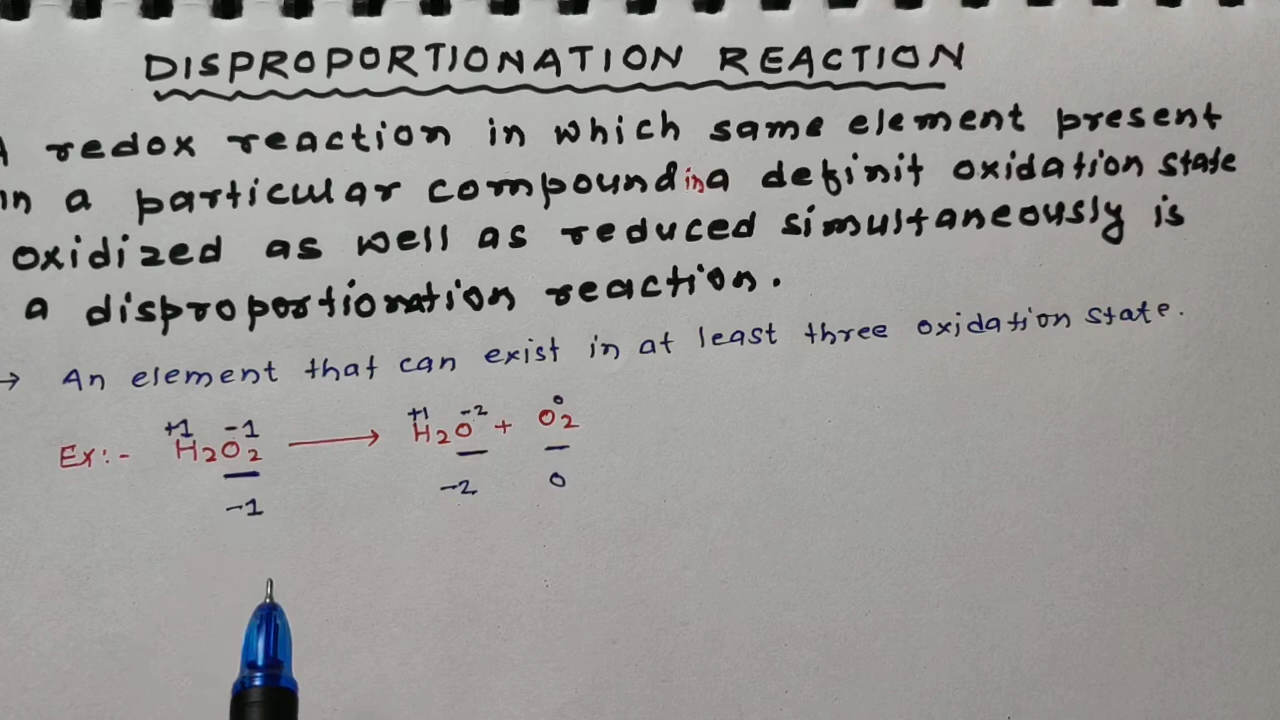 DISPROPORTIONATION REACTION
A redox reaction in which same element present
in a particular compound in a definit oxidation state
oxidized as well as reduced simultaneously is
a disproportionation reaction.
→ An element that can exist in at least three oxidation state.
+1 -1 +1 -2 0
Ex:- H2O2 ⟶ H2O + O2
-1 -2 0